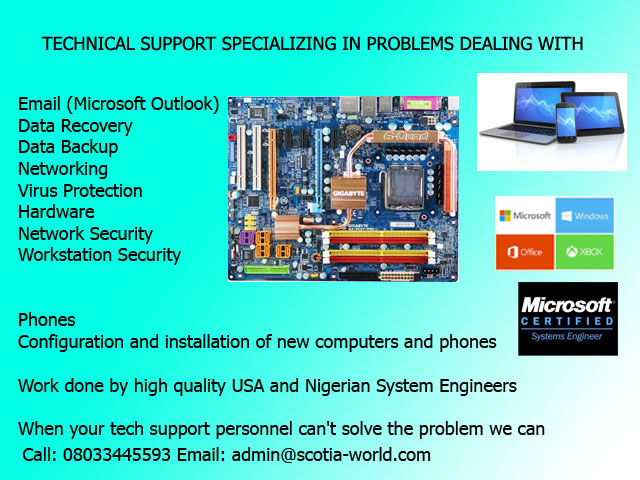 TECHNICAL SUPPORT SPECIALIZING IN PROBLEMS DEALING WITH
Email (Microsoft Outlook)
Data Recovery
Data Backup
Networking
Virus Protection
Hardware
Network Security
Workstation Security
GIGABYTE
Microsoft
Windows
Office
XBOX
Microsoft
CERTIFIED
Systems Engineer
Phones
Configuration and installation of new computers and phones
Work done by high quality USA and Nigerian System Engineers
When your tech support personnel can't solve the problem we can
Call: 08033445593 Email: admin@scotia-world.com